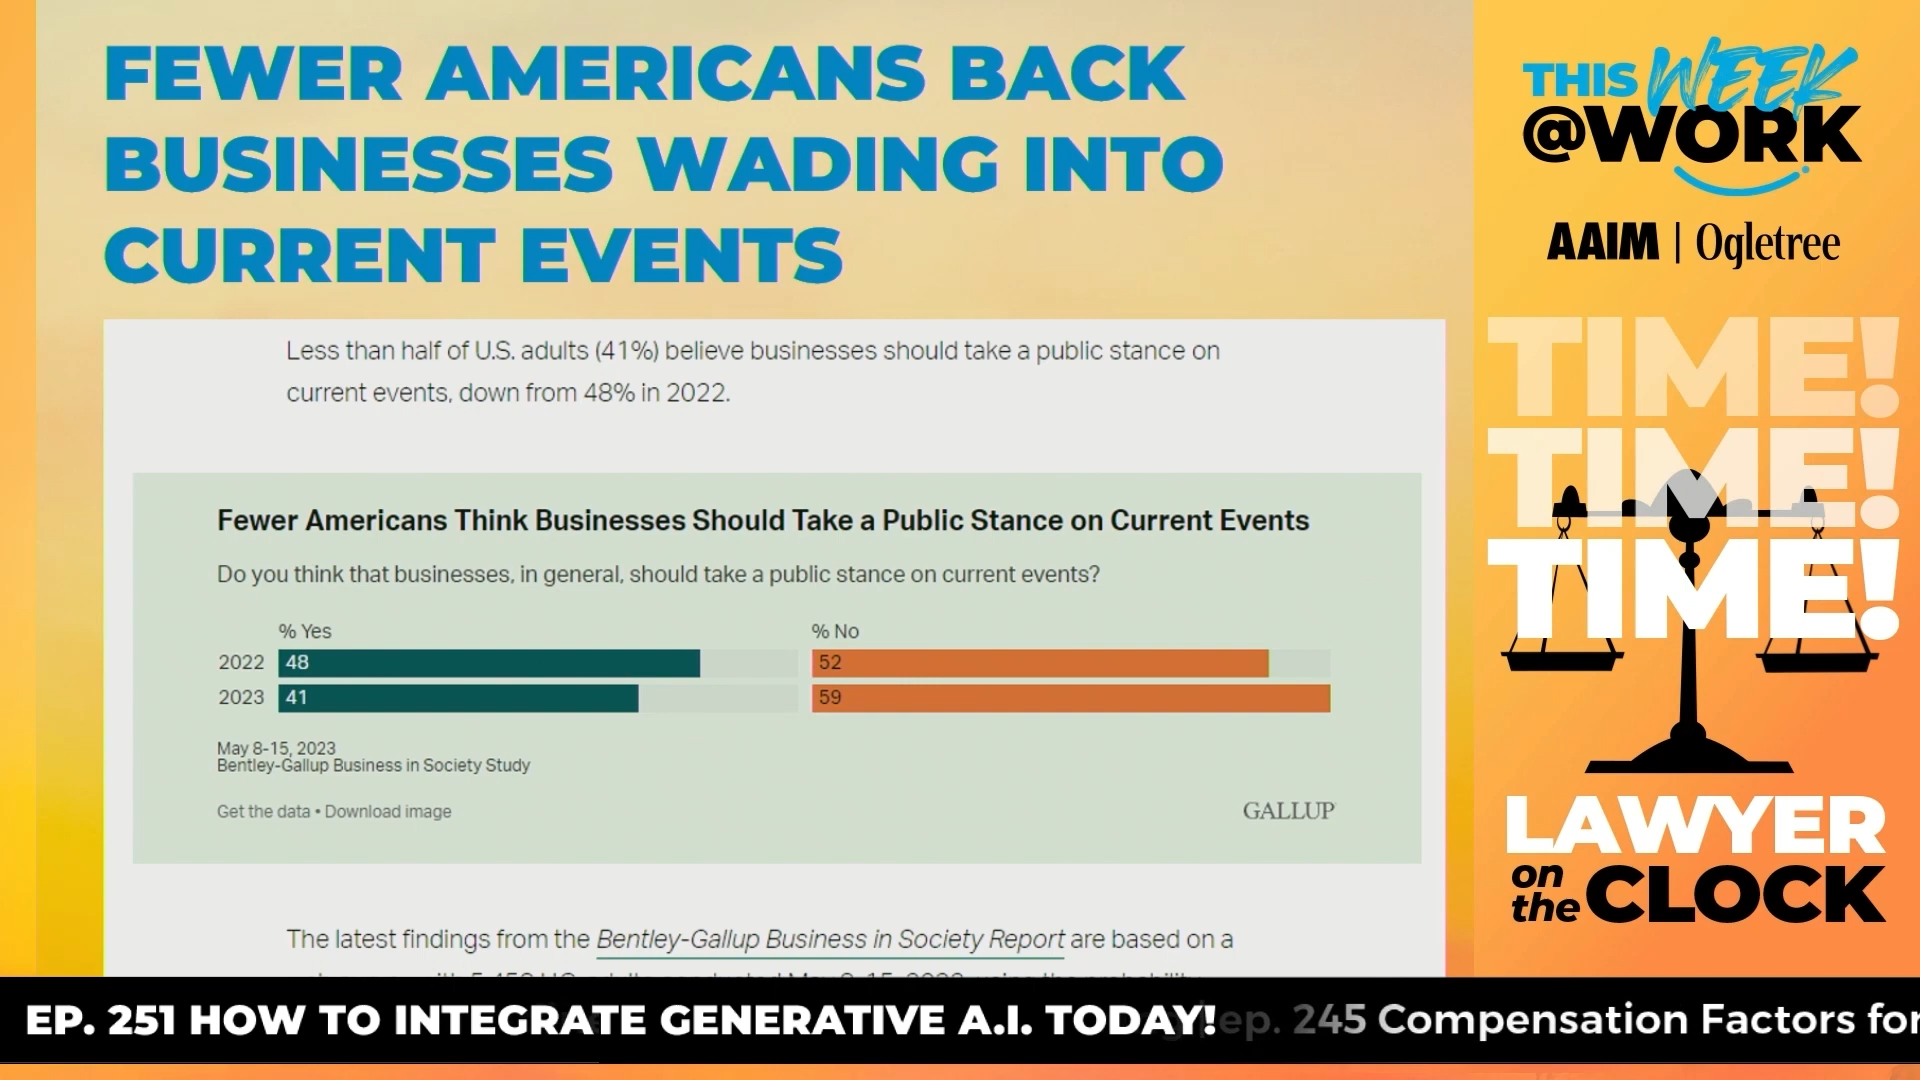 FEWER AMERICANS BACK
BUSINESSES WADING INTO
CURRENT EVENTS
Less than half of U.S. adults (41%) believe businesses should take a public stance on
current events, down from 48% in 2022.
Fewer Americans Think Businesses Should Take a Public Stance on Current Events
Do you think that businesses, in general, should take a public stance on current events?
% Yes % No
2022 48 52
2023 41 59
May 8-15, 2023
Bentley-Gallup Business in Society Study
Get the data • Download image
GALLUP
The latest findings from the Bentley-Gallup Business in Society Report are based on a
THIS WEEK
@WORK
AAIM | Ogletree
TIME!
TIME!
TIME!
LAWYER
on
the CLOCK
EP. 251 HOW TO INTEGRATE GENERATIVE A.I. TODAY! ep. 245 Compensation Factors for